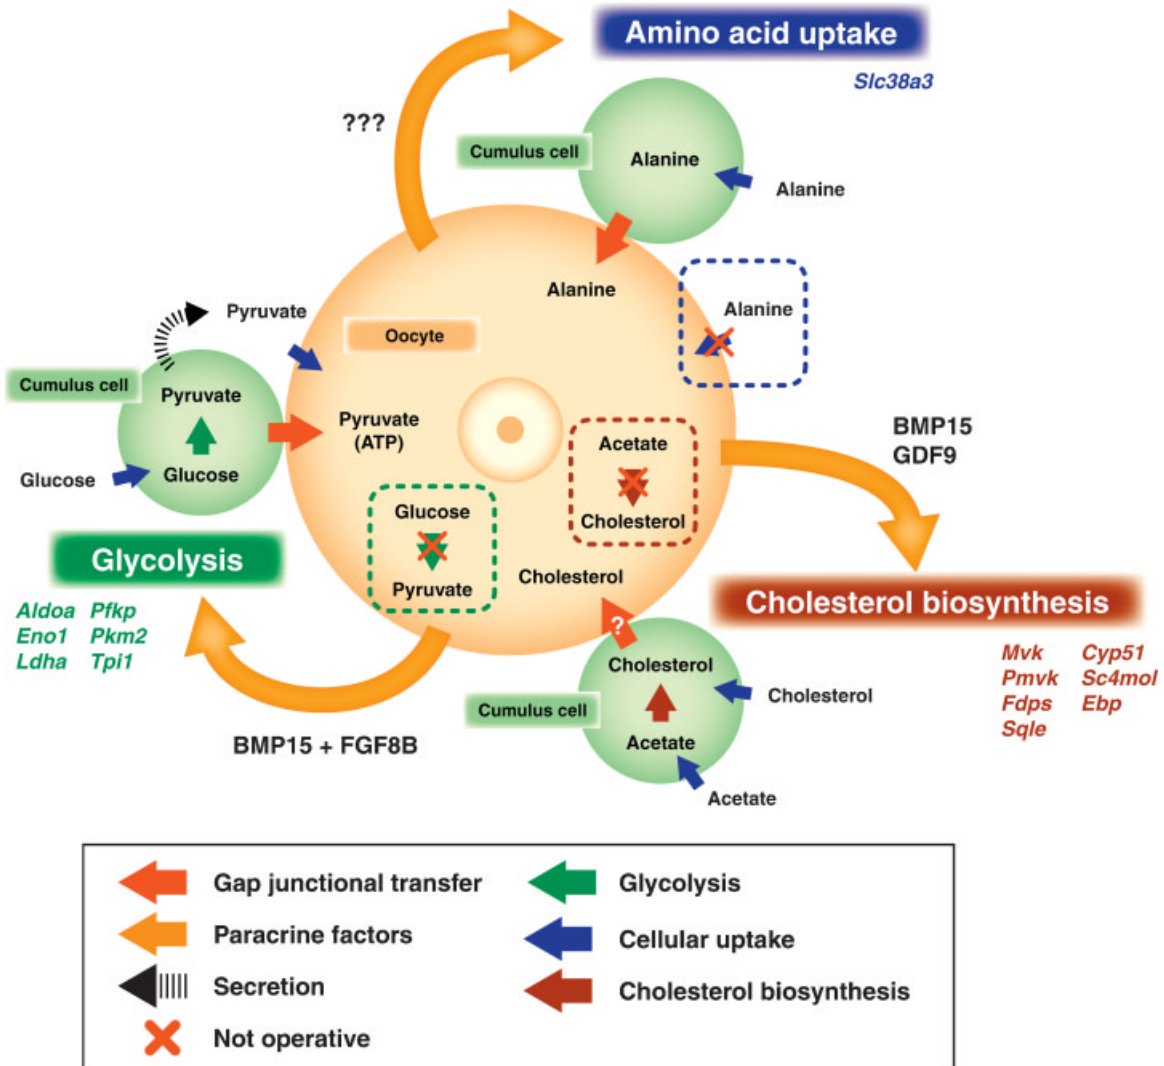 Amino acid uptake
Slc38a3
???
Cumulus cell
Alanine
Alanine
Alanine
Alanine
Pyruvate
Oocyte
Cumulus cell
Pyruvate
Glucose
Glucose
Pyruvate
(ATP)
Acetate
Cholesterol
BMP15
GDF9
Glucose
Pyruvate
Glycolysis
Aldoa Pfkp
Eno1 Pkm2
Ldha Tpi1
BMP15 + FGF8B
Cholesterol
?
Cholesterol
Cumulus cell
Acetate
Cholesterol
Acetate
Cholesterol biosynthesis
Mvk Cyp51
Pmvk Sc4mol
Fdps Ebp
Sqle
Gap junctional transfer
Paracrine factors
Secretion
Not operative
Glycolysis
Cellular uptake
Cholesterol biosynthesis